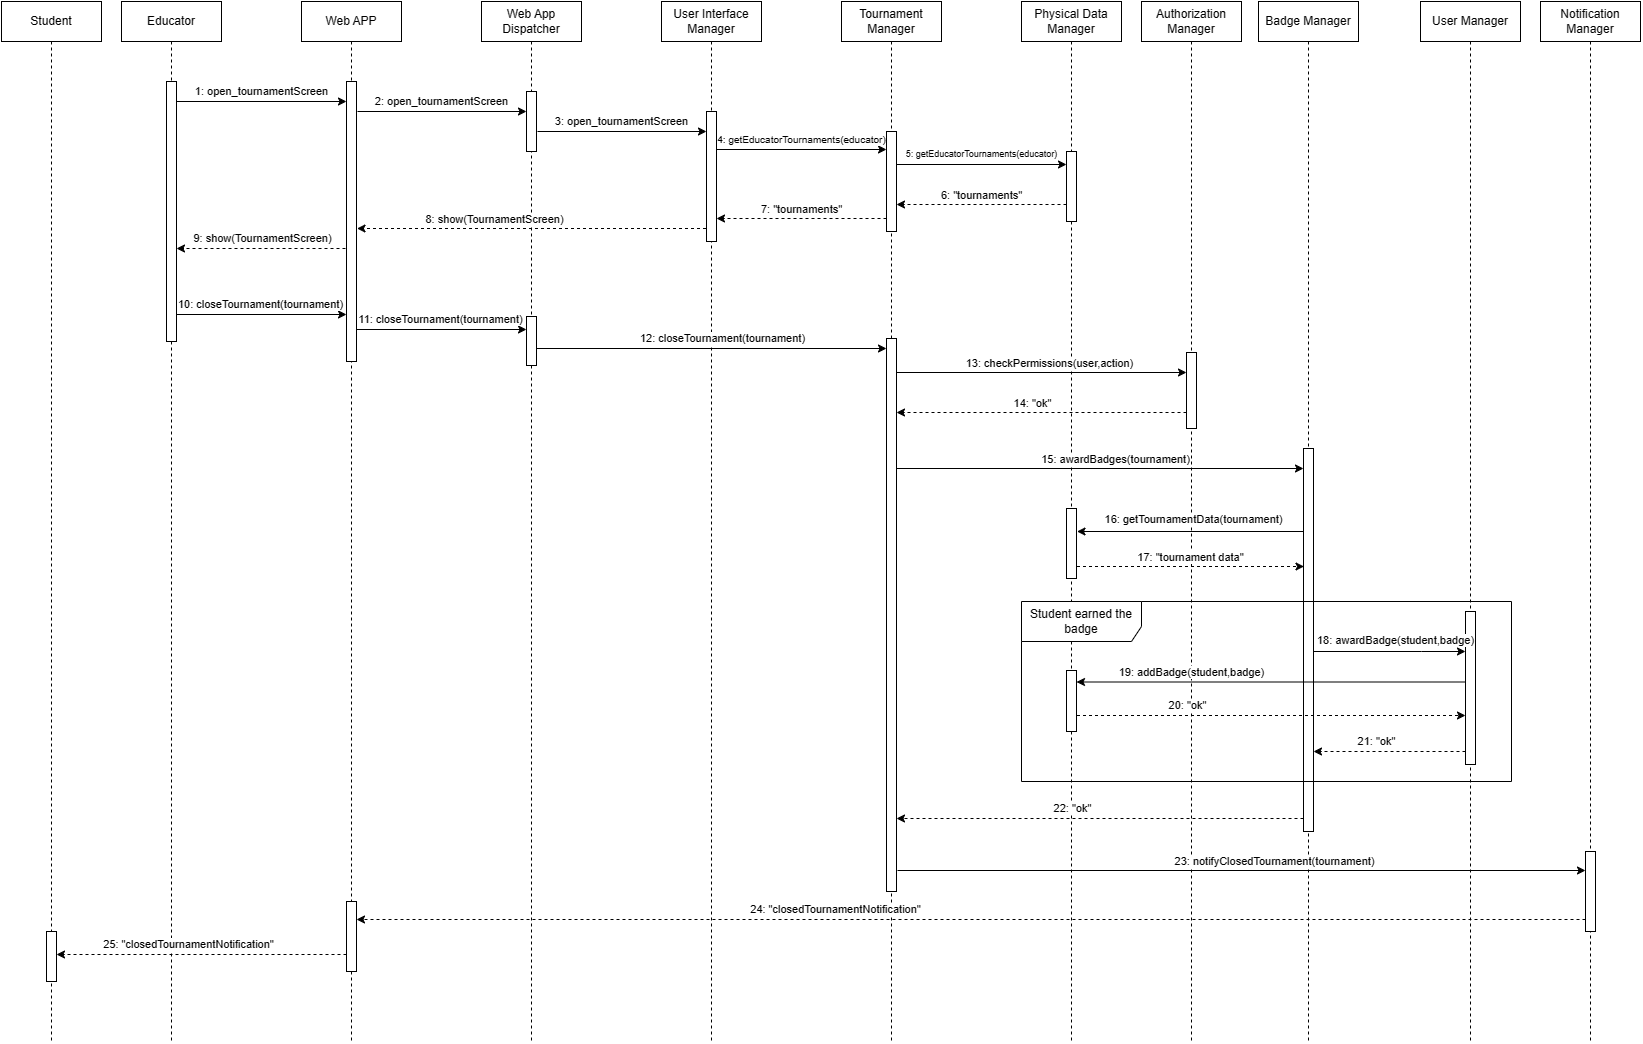 Student
Educator
Web APP
Web App
Dispatcher
User Interface
Manager
Tournament
Manager
Physical Data
Manager
Authorization
Manager
Badge Manager
User Manager
Notification
Manager
1: open_tournamentScreen
2: open_tournamentScreen
3: open_tournamentScreen
4: getEducatorTournaments(educator)
5: getEducatorTournaments(educator)
6: "tournaments"
7: "tournaments"
8: show(TournamentScreen)
9: show(TournamentScreen)
10: closeTournament(tournament)
11: closeTournament(tournament)
12: closeTournament(tournament)
13: checkPermissions(user,action)
14: "ok"
15: awardBadges(tournament)
16: getTournamentData(tournament)
17: "tournament data"
Student earned the
badge
18: awardBadge(student,badge)
19: addBadge(student,badge)
20: "ok"
21: "ok"
22: "ok"
23: notifyClosedTournament(tournament)
24: "closedTournamentNotification"
25: "closedTournamentNotification"